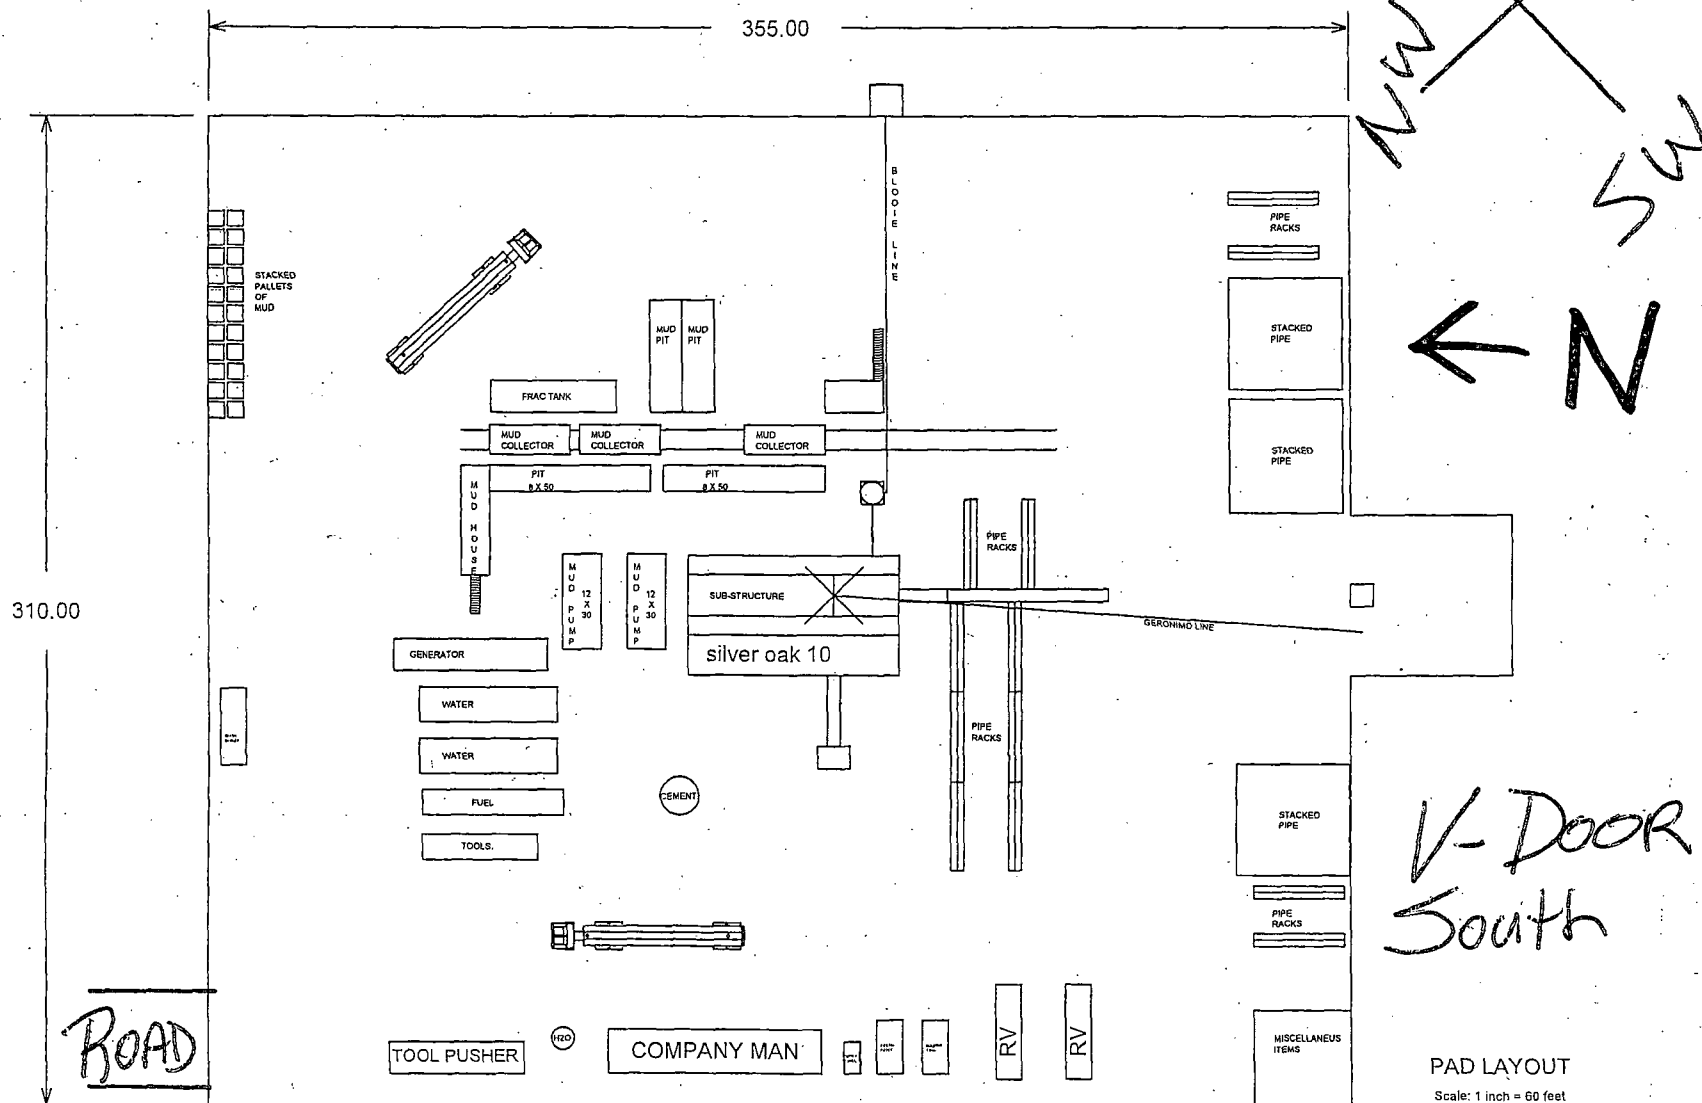 355.00
NW
SW
BLOOIE LINE
PIPE
RACKS
STACKED
PALLETS
OF
MUD
MUD
PIT
MUD
PIT
STACKED
PIPE
N
FRAC TANK
MUD
COLLECTOR
MUD
COLLECTOR
MUD
COLLECTOR
STACKED
PIPE
PIT
8 X 50
PIT
8 X 50
MUD HOUSE
PIPE
RACKS
MUD PUMP
12
X
30
MUD PUMP
12
X
30
SUB-STRUCTURE
310.00
GERONIMO LINE
GENERATOR
silver oak 10
WATER
PIPE
RACKS
WATER
CEMENT
FUEL
STACKED
PIPE
V-DOOR
South
TOOLS.
PIPE
RACKS
ROAD
TOOL PUSHER
H2O
COMPANY MAN
RV
RV
MISCELLANEUS
ITEMS
PAD LAYOUT
Scale: 1 inch = 60 feet